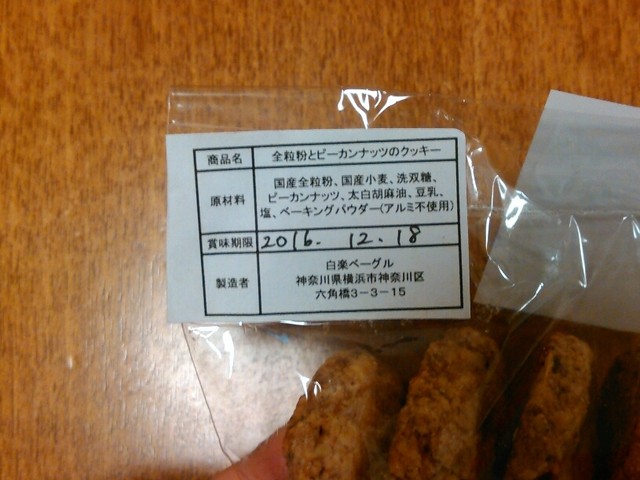 商品名 全粒粉とピーカンナッツのクッキー
原材料 国産全粒粉、国産小麦、洗双糖、
ピーカンナッツ、太白胡麻油、豆乳、
塩、ベーキングパウダー(アルミ不使用)
賞味期限 2016. 12. 18
製造者 白楽ベーグル
神奈川県横浜市神奈川区
六角橋3-3-15